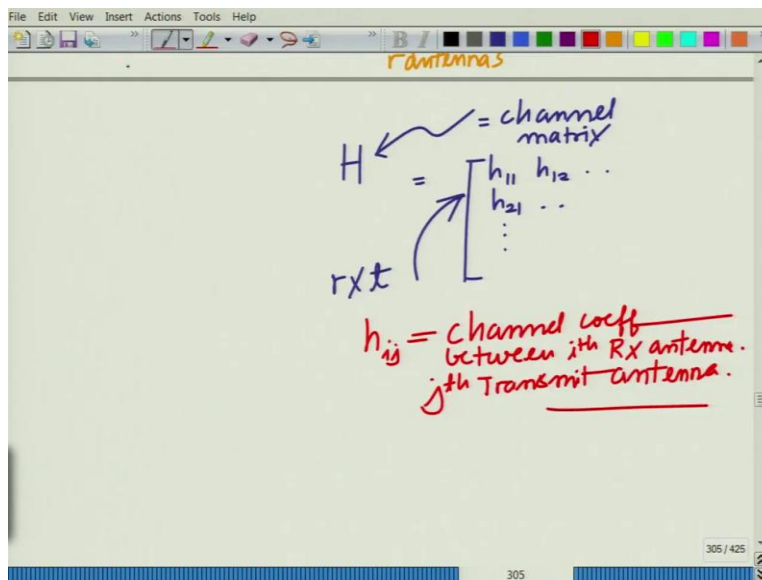 File Edit View Insert Actions Tools Help
B I
r antennas
H = channel matrix
= [ h₁₁ h₁₂ ..
h₂₁ ..
⋮
r×t
hᵢⱼ = channel coeff
between iᵗʰ Rx antenne.
jᵗʰ Transmit antenna.
305 / 425
305